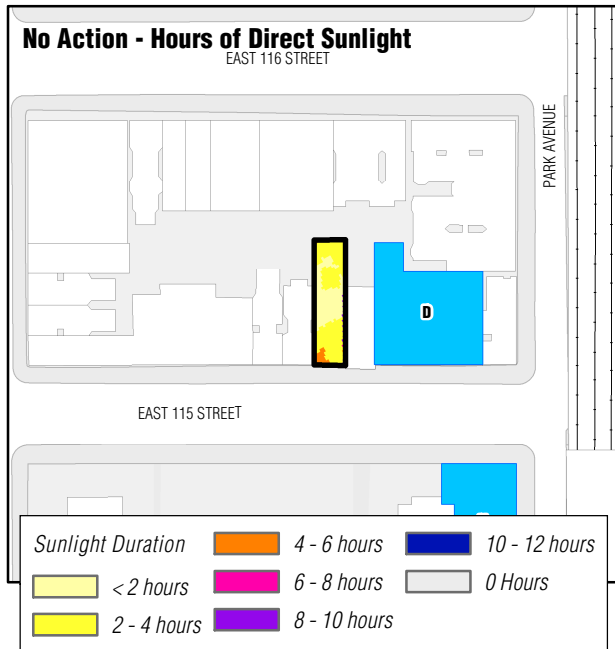 No Action - Hours of Direct Sunlight
EAST 116 STREET
PARK AVENUE
D
EAST 115 STREET
Sunlight Duration
< 2 hours
2 - 4 hours
4 - 6 hours
6 - 8 hours
8 - 10 hours
10 - 12 hours
0 Hours